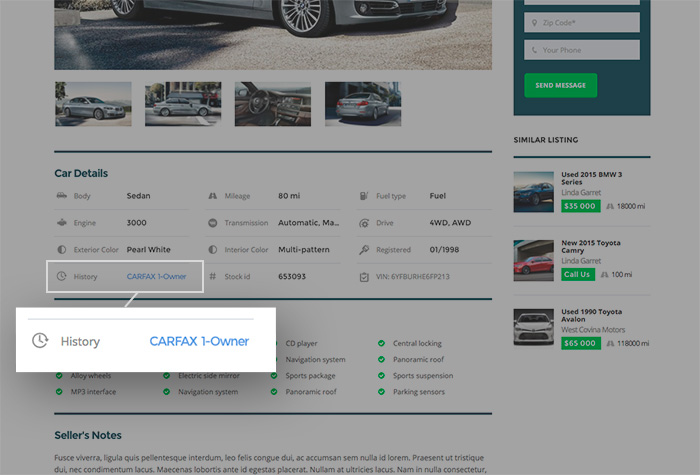 Zip Code*
Your Phone
SEND MESSAGE
SIMILAR LISTING
Used 2015 BMW 3
Series
Linda Garret
$35 000 18000 mi
New 2015 Toyota
Camry
Linda Garret
Call Us 100 mi
Used 1990 Toyota
Avalon
West Covina Motors
$65 000 118000 mi
Car Details
Body Sedan Mileage 80 mi Fuel type Fuel
Engine 3000 Transmission Automatic, Ma... Drive 4WD, AWD
Exterior Color Pearl White Interior Color Multi-pattern Registered 01/1998
History CARFAX 1-Owner # Stock id 653093 VIN: 6YFBURHE6FP213
History CARFAX 1-Owner
CD player Central locking
Navigation system Panoramic roof
Alloy wheels Electric side mirror Sports package Sports suspension
MP3 interface Navigation system Panoramic roof Parking sensors
Seller's Notes
Fusce viverra, ligula quis pellentesque interdum, leo felis congue dui, ac accumsan sem nulla id lorem. Praesent ut tristique
dui, nec condimentum lacus. Maecenas lobortis ante id egestas placerat. Nullam at ultricies lacus. Nam in nulla consectetur,